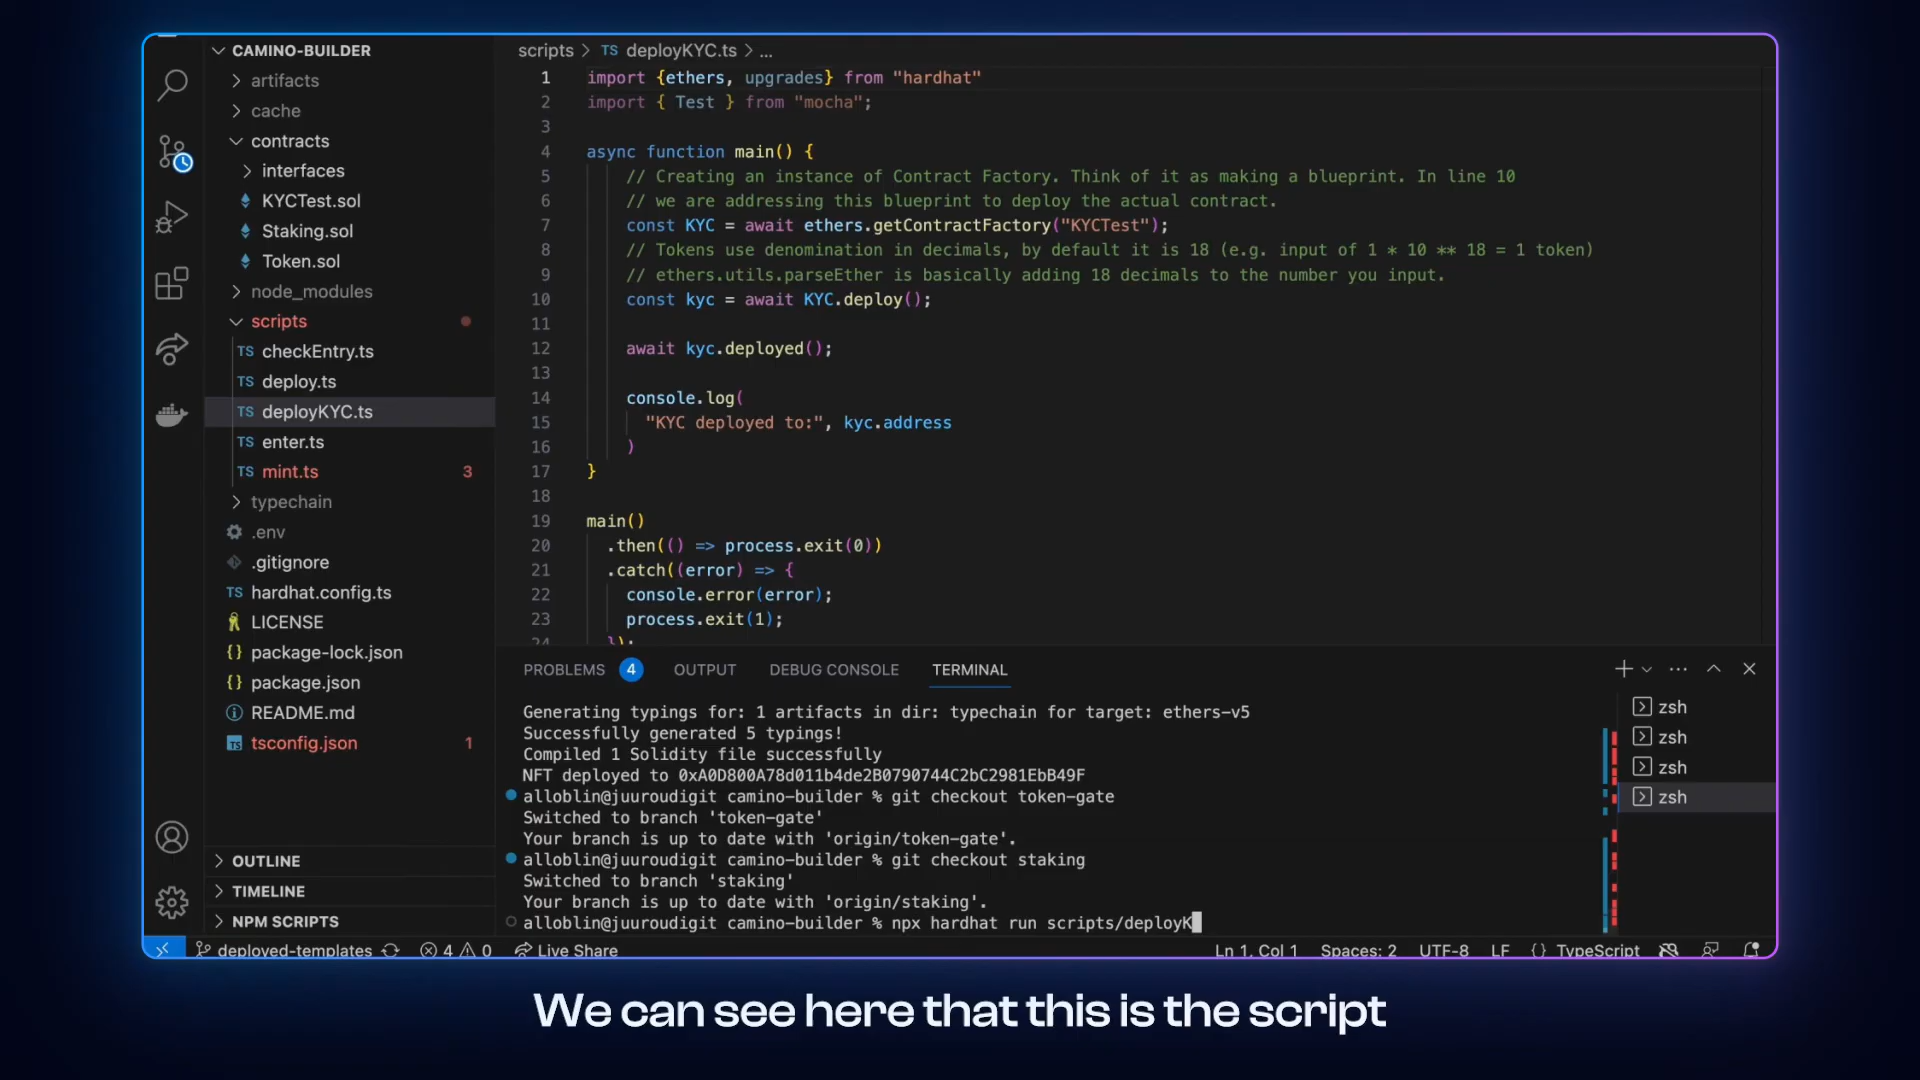 CAMINO-BUILDER
artifacts
cache
contracts
interfaces
KYCTest.sol
Staking.sol
Token.sol
node_modules
scripts
TS checkEntry.ts
TS deploy.ts
TS deployKYC.ts
TS enter.ts
TS mint.ts 3
typechain
.env
.gitignore
TS hardhat.config.ts
LICENSE
{} package-lock.json
{} package.json
README.md
TS tsconfig.json 1
OUTLINE
TIMELINE
NPM SCRIPTS
scripts > TS deployKYC.ts > ...
1 import {ethers, upgrades} from "hardhat"
2 import { Test } from "mocha";
3
4 async function main() {
5 // Creating an instance of Contract Factory. Think of it as making a blueprint. In line 10
6 // we are addressing this blueprint to deploy the actual contract.
7 const KYC = await ethers.getContractFactory("KYCTest");
8 // Tokens use denomination in decimals, by default it is 18 (e.g. input of 1 * 10 ** 18 = 1 token)
9 // ethers.utils.parseEther is basically adding 18 decimals to the number you input.
10 const kyc = await KYC.deploy();
11
12 await kyc.deployed();
13
14 console.log(
15 "KYC deployed to:", kyc.address
16 )
17 }
18
19 main()
20 .then(() => process.exit(0))
21 .catch((error) => {
22 console.error(error);
23 process.exit(1);
24 });
PROBLEMS 4 OUTPUT DEBUG CONSOLE TERMINAL
Generating typings for: 1 artifacts in dir: typechain for target: ethers-v5
Successfully generated 5 typings!
Compiled 1 Solidity file successfully
NFT deployed to 0xA0D800A78d011b4de2B0790744C2bC2981EbB49F
alloblin@juuroudigit camino-builder % git checkout token-gate
Switched to branch 'token-gate'
Your branch is up to date with 'origin/token-gate'.
alloblin@juuroudigit camino-builder % git checkout staking
Switched to branch 'staking'
Your branch is up to date with 'origin/staking'.
alloblin@juuroudigit camino-builder % npx hardhat run scripts/deployK
zsh
zsh
zsh
zsh
deployed-templates 4 0 Live Share Ln 1, Col 1 Spaces: 2 UTF-8 LF {} TypeScript
We can see here that this is the script